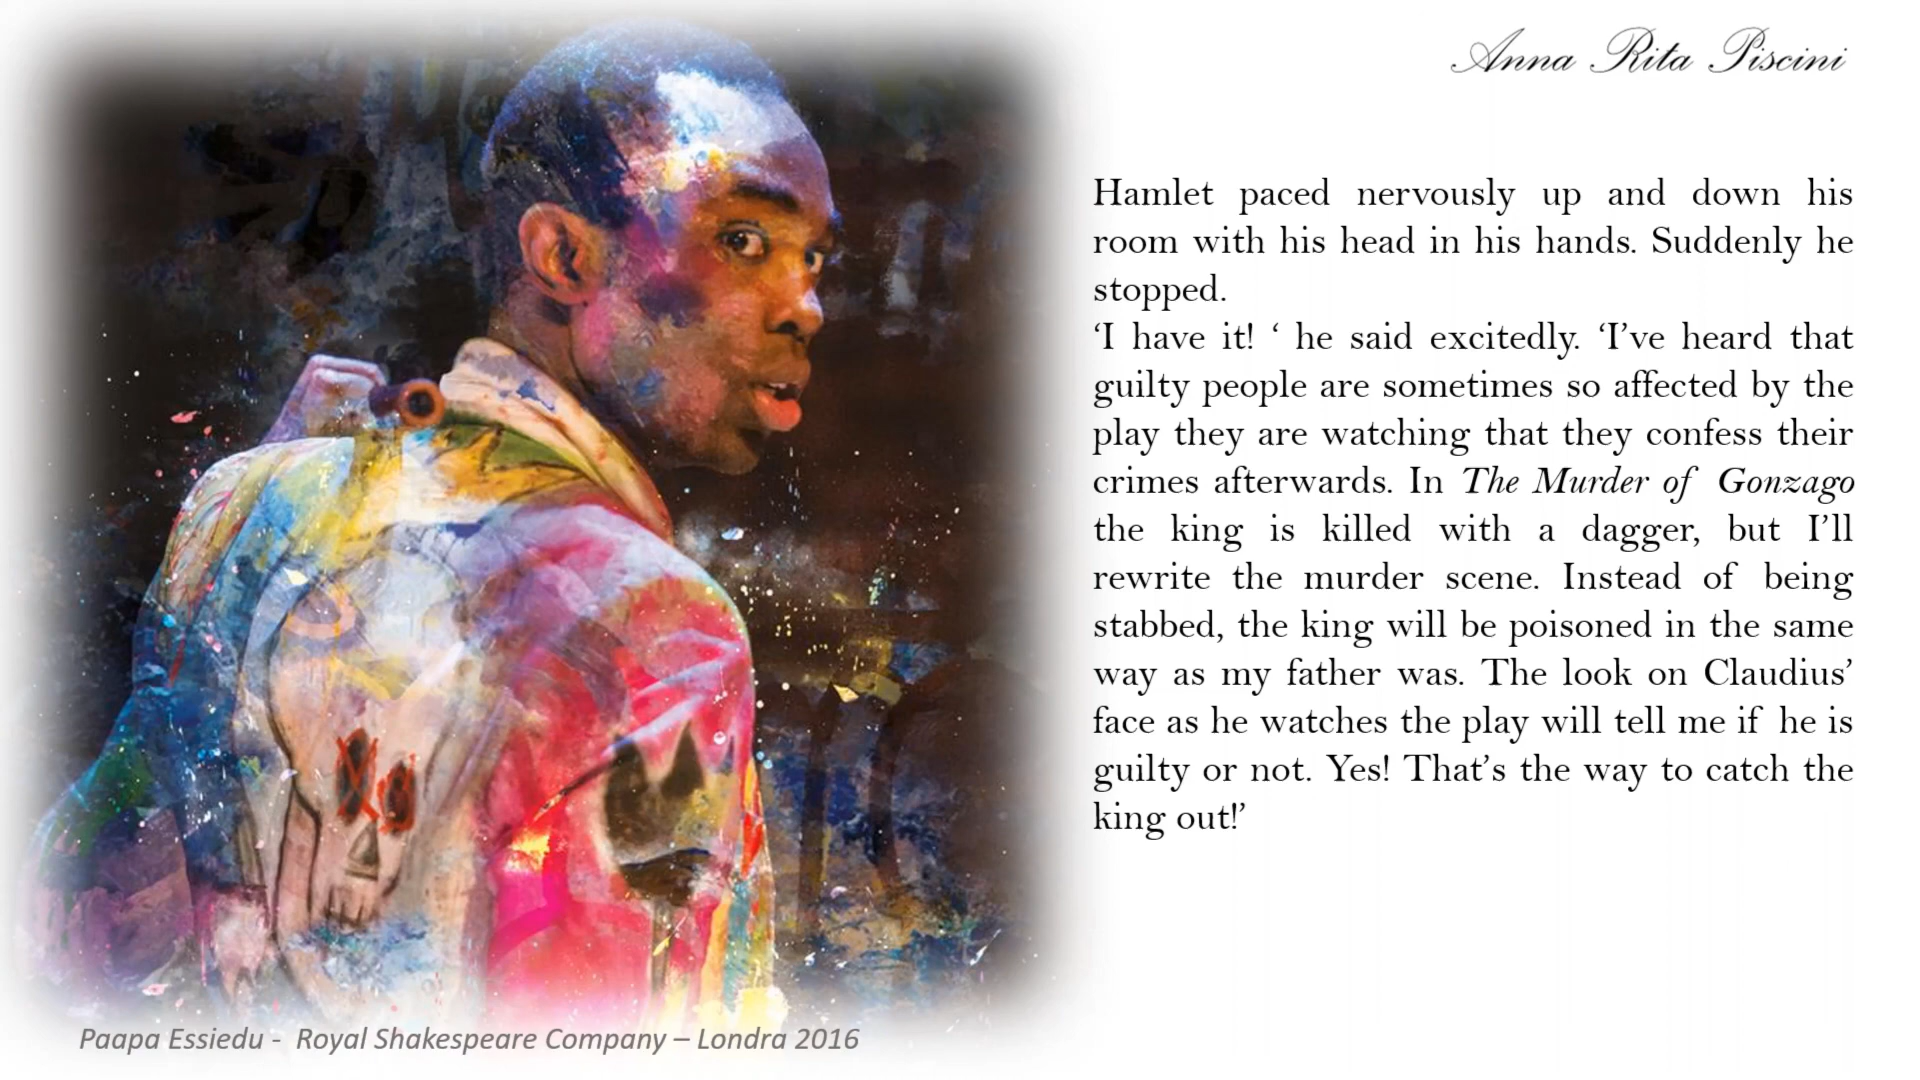 Anna Rita Piscini
Hamlet paced nervously up and down his
room with his head in his hands. Suddenly he
stopped.
‘I have it! ‘ he said excitedly. ‘I’ve heard that
guilty people are sometimes so affected by the
play they are watching that they confess their
crimes afterwards. In The Murder of Gonzago
the king is killed with a dagger, but I’ll
rewrite the murder scene. Instead of being
stabbed, the king will be poisoned in the same
way as my father was. The look on Claudius’
face as he watches the play will tell me if he is
guilty or not. Yes! That’s the way to catch the
king out!’
Paapa Essiedu - Royal Shakespeare Company – Londra 2016